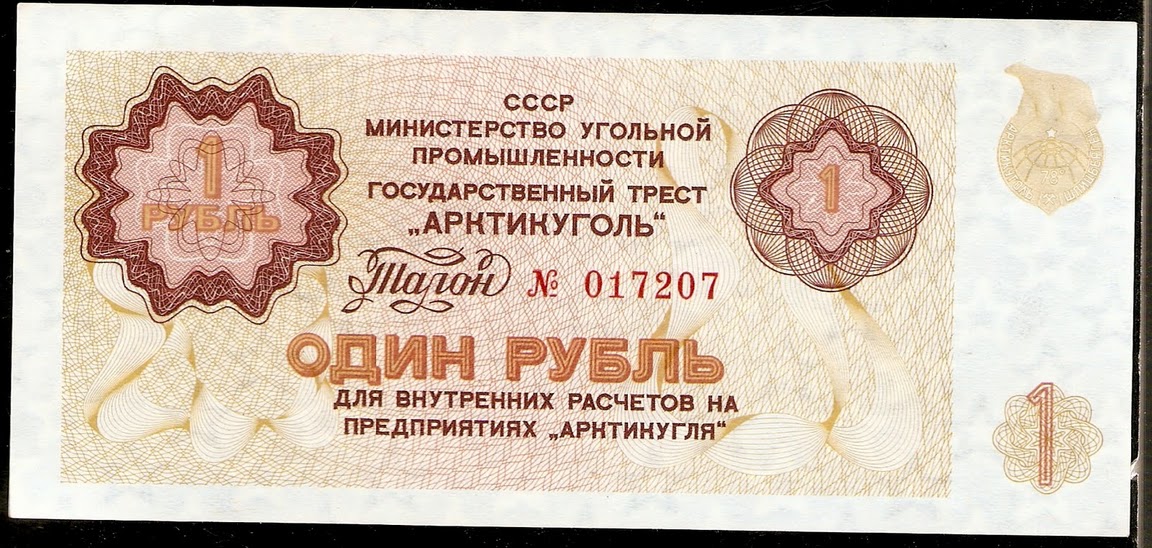 1
РУБЛЬ
СССР
МИНИСТЕРСТВО УГОЛЬНОЙ
ПРОМЫШЛЕННОСТИ
ГОСУДАРСТВЕННЫЙ ТРЕСТ
„АРКТИКУГОЛЬ“
Талон № 017207
ОДИН РУБЛЬ
ДЛЯ ВНУТРЕННИХ РАСЧЕТОВ НА
ПРЕДПРИЯТИЯХ „АРКТИКУГЛЯ“
1
1